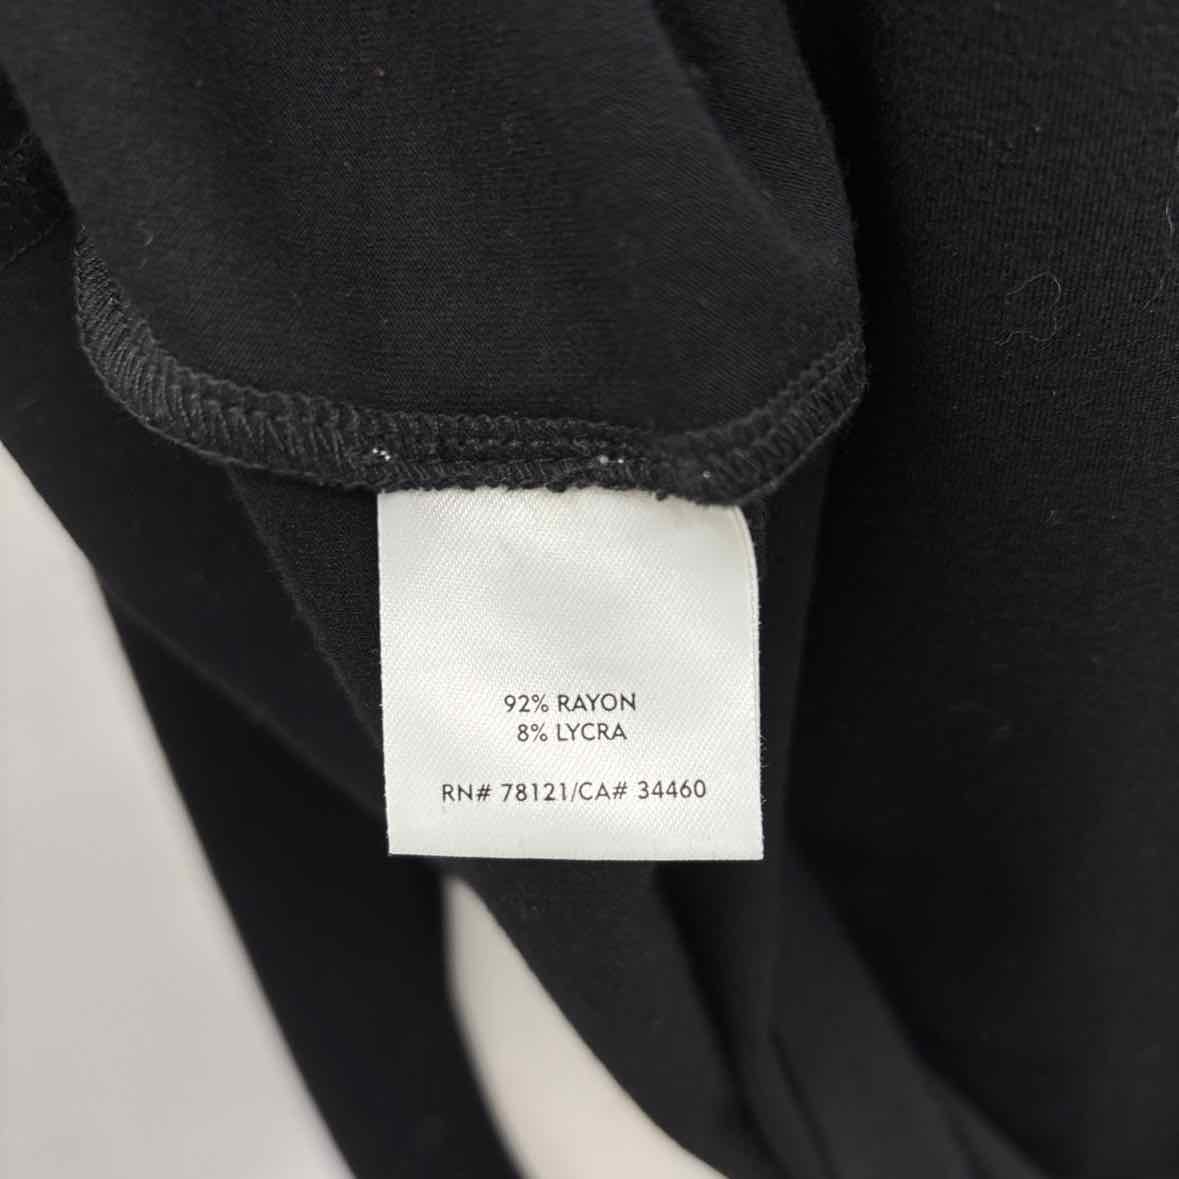 92% RAYON
8% LYCRA
RN# 78121/CA# 34460